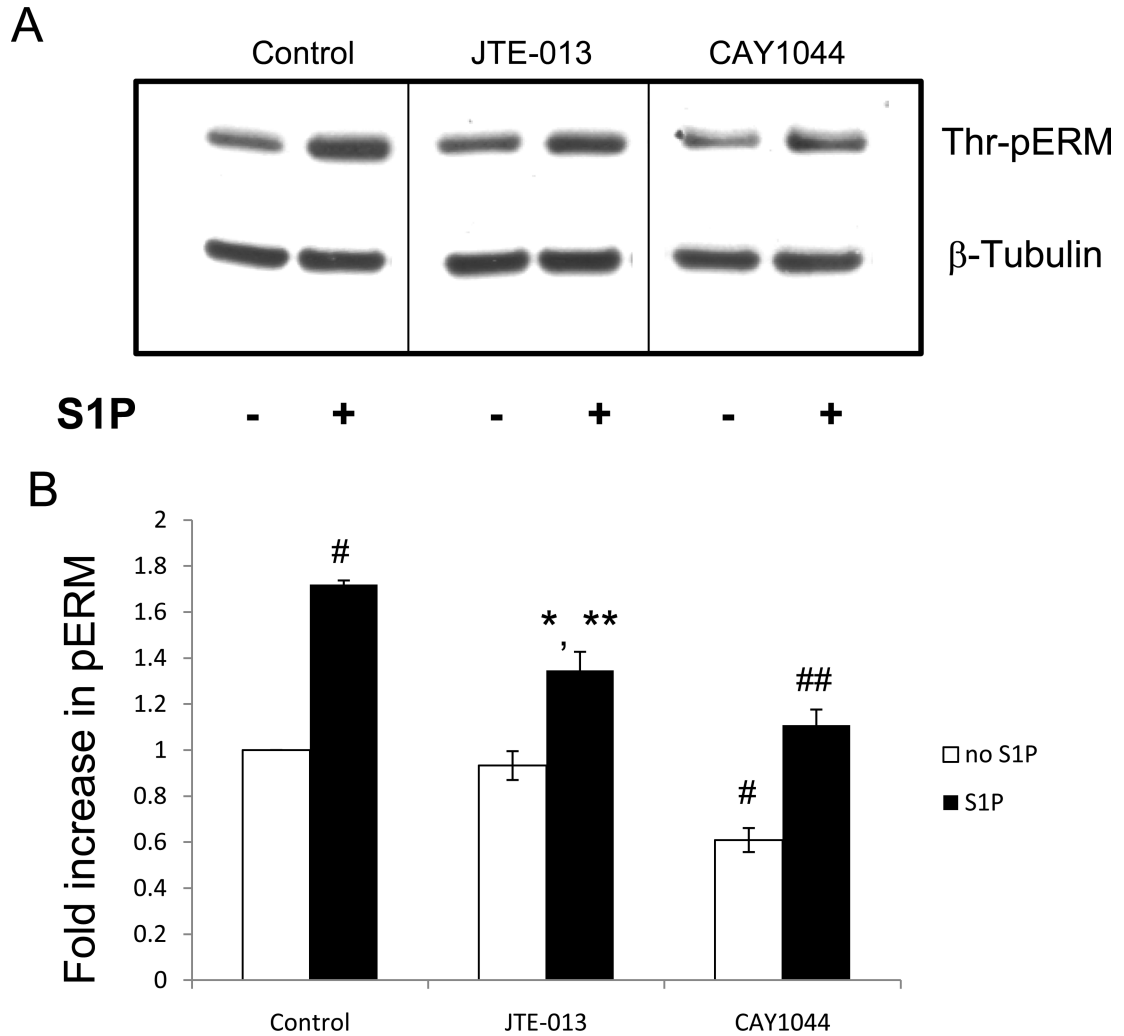 A
Control JTE-013 CAY1044
Thr-pERM
β-Tubulin
S1P - + - + - +
B
Fold increase in pERM
2
1.8
1.6
1.4
1.2
1
0.8
0.6
0.4
0.2
0
#
*, **
##
#
no S1P
S1P
Control JTE-013 CAY1044